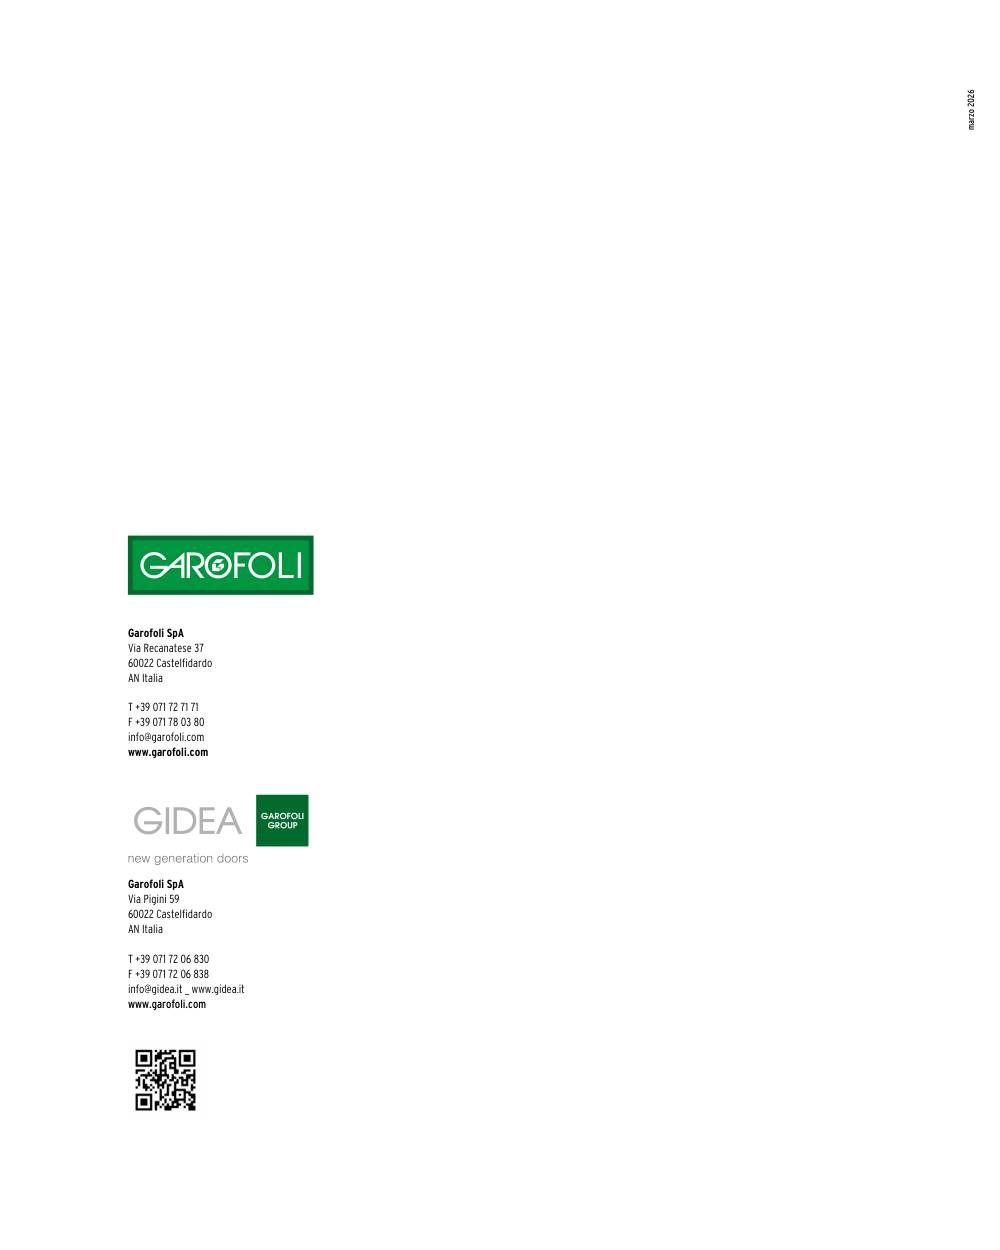 marzo 2026
GAROFOLI
Garofoli SpA
Via Recanatese 37
60022 Castelfidardo
AN Italia
T +39 071 72 71 71
F +39 071 78 03 80
info@garofoli.com
www.garofoli.com
GIDEA
GAROFOLI
GROUP
new generation doors
Garofoli SpA
Via Pigini 59
60022 Castelfidardo
AN Italia
T +39 071 72 06 830
F +39 071 72 06 838
info@gidea.it _ www.gidea.it
www.garofoli.com